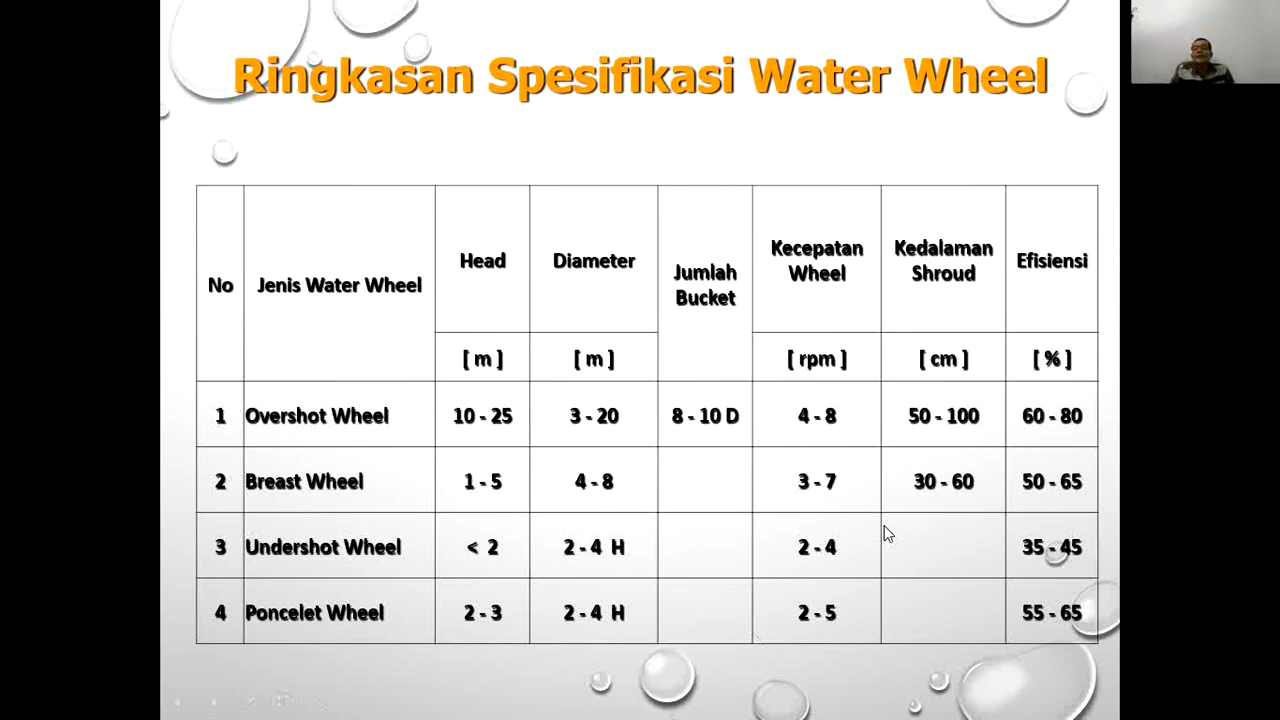 Ringkasan Spesifikasi Water Wheel
No Jenis Water Wheel Head Diameter Jumlah Bucket Kecepatan Wheel Kedalaman Shroud Efisiensi
[ m ] [ m ] [ rpm ] [ cm ] [ % ]
1 Overshot Wheel 10 - 25 3 - 20 8 - 10 D 4 - 8 50 - 100 60 - 80
2 Breast Wheel 1 - 5 4 - 8 3 - 7 30 - 60 50 - 65
3 Undershot Wheel < 2 2 - 4 H 2 - 4 35 - 45
4 Poncelet Wheel 2 - 3 2 - 4 H 2 - 5 55 - 65